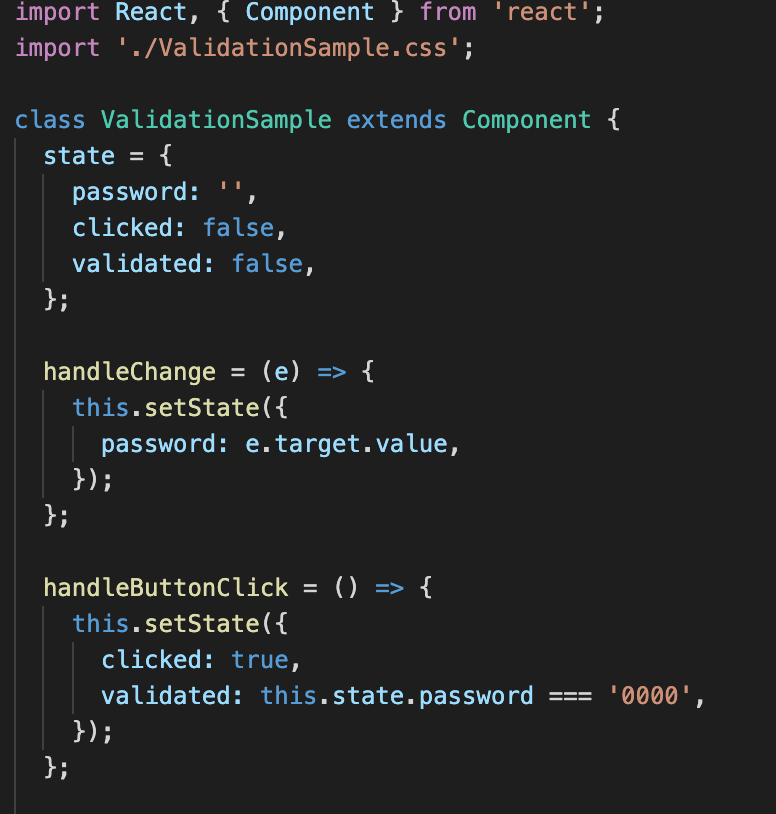 import React, { Component } from 'react';
import './ValidationSample.css';

class ValidationSample extends Component {
  state = {
    password: '',
    clicked: false,
    validated: false,
  };

  handleChange = (e) => {
    this.setState({
      password: e.target.value,
    });
  };

  handleButtonClick = () => {
    this.setState({
      clicked: true,
      validated: this.state.password === '0000',
    });
  };